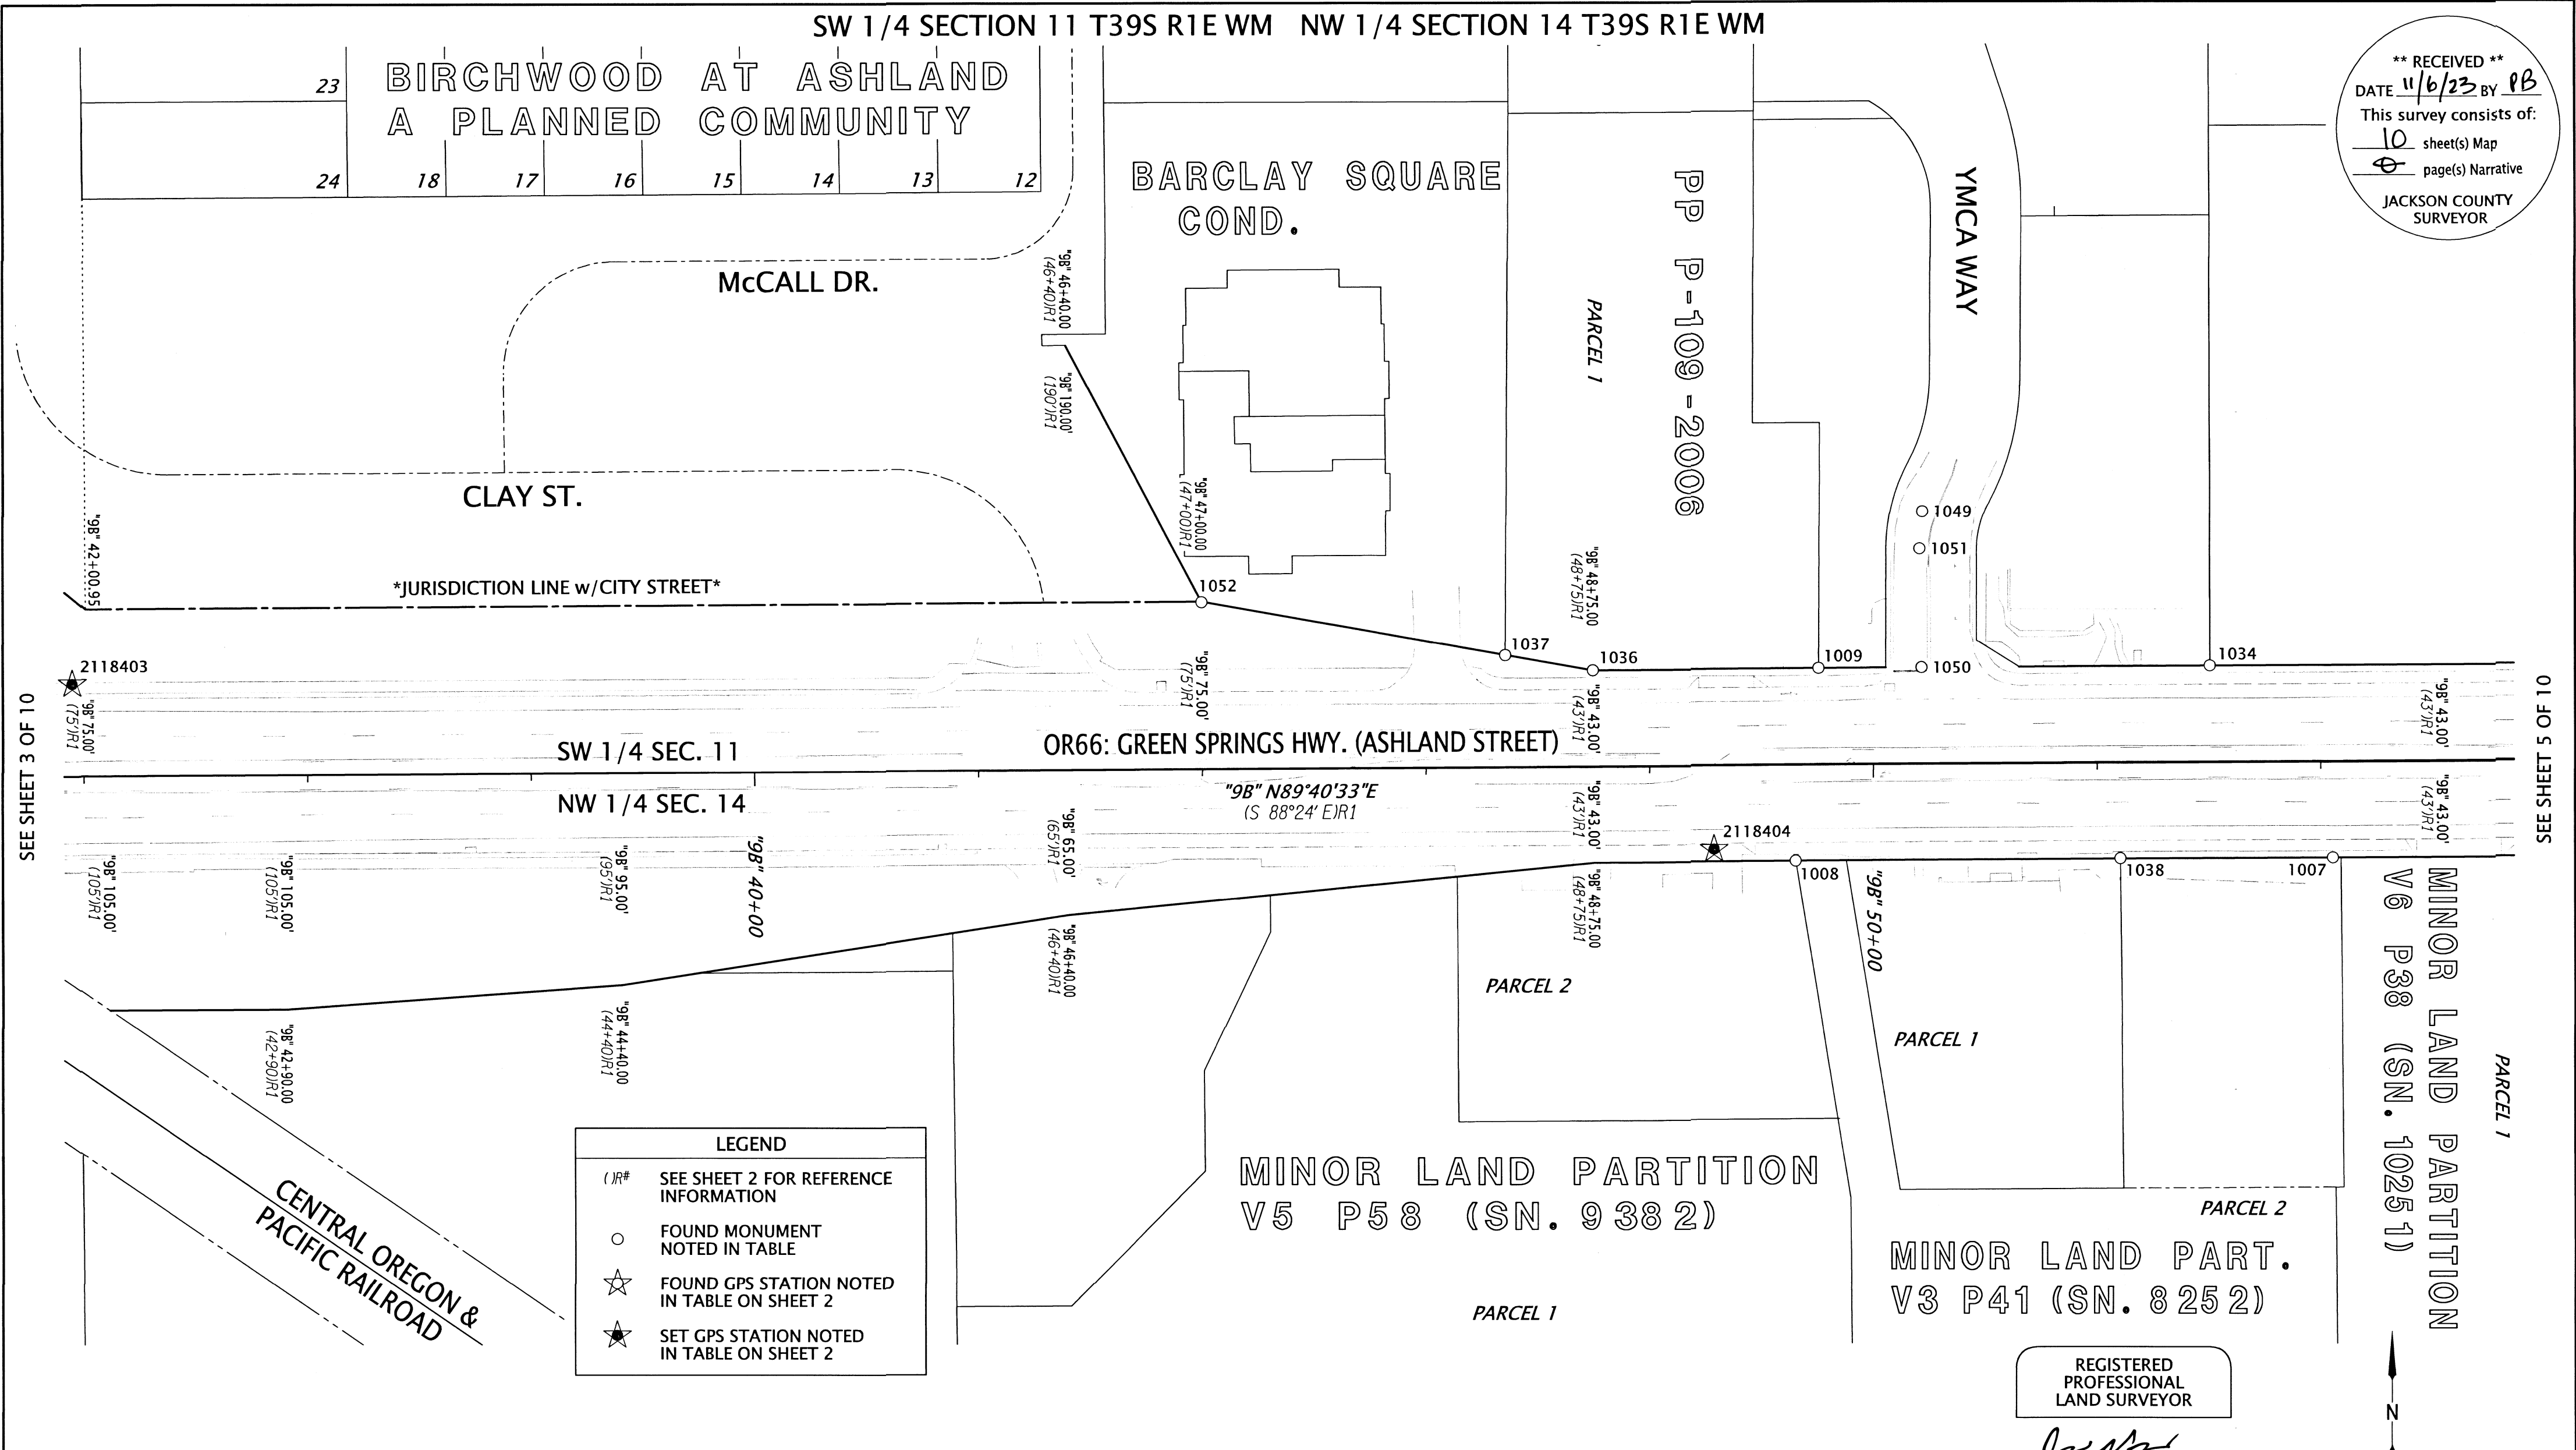 SW 1/4 SECTION 11 T39S R1E WM NW 1/4 SECTION 14 T39S R1E WM
** RECEIVED **
DATE 11/6/23 BY PB
This survey consists of:
10 sheet(s) Map
0 page(s) Narrative
JACKSON COUNTY
SURVEYOR
BIRCHWOOD AT ASHLAND
A PLANNED COMMUNITY
23
24
18
17
16
15
14
13
12
BARCLAY SQUARE
COND.
PP P-109-2006
PARCEL 1
YMCA WAY
McCALL DR.
CLAY ST.
"9B" 46+40.00
(46+40)R1
"9B" 190.00'
(190')R1
"9B" 47+00.00
(47+00)R1
"9B" 48+75.00
(48+75)R1
"9B" 42+00.95
*JURISDICTION LINE w/CITY STREET*
1049
1051
1052
1037
1036
1009
1050
1034
2118403
"9B" 75.00'
(75')R1
"9B" 75.00'
(75')R1
"9B" 43.00'
(43')R1
"9B" 43.00'
(43')R1
SEE SHEET 3 OF 10
SEE SHEET 5 OF 10
SW 1/4 SEC. 11
OR66: GREEN SPRINGS HWY. (ASHLAND STREET)
NW 1/4 SEC. 14
"9B" N89°40'33"E
(S 88°24' E)R1
"9B" 105.00'
(105')R1
"9B" 105.00'
(105')R1
"9B" 95.00'
(95')R1
"9B" 40+00
"9B" 65.00'
(65')R1
"9B" 43.00'
(43')R1
"9B" 43.00'
(43')R1
2118404
1008
1038
1007
"9B" 42+90.00
(42+90)R1
"9B" 44+40.00
(44+40)R1
"9B" 46+40.00
(46+40)R1
"9B" 48+75.00
(48+75)R1
"9B" 50+00
PARCEL 2
PARCEL 1
MINOR LAND PARTITION
V6 P38 (SN. 10251)
PARCEL 1
CENTRAL OREGON &
PACIFIC RAILROAD
LEGEND
( )R# SEE SHEET 2 FOR REFERENCE
INFORMATION
FOUND MONUMENT
NOTED IN TABLE
FOUND GPS STATION NOTED
IN TABLE ON SHEET 2
SET GPS STATION NOTED
IN TABLE ON SHEET 2
MINOR LAND PARTITION
V5 P58 (SN. 9382)
PARCEL 1
PARCEL 2
MINOR LAND PART.
V3 P41 (SN. 8252)
REGISTERED
PROFESSIONAL
LAND SURVEYOR
N